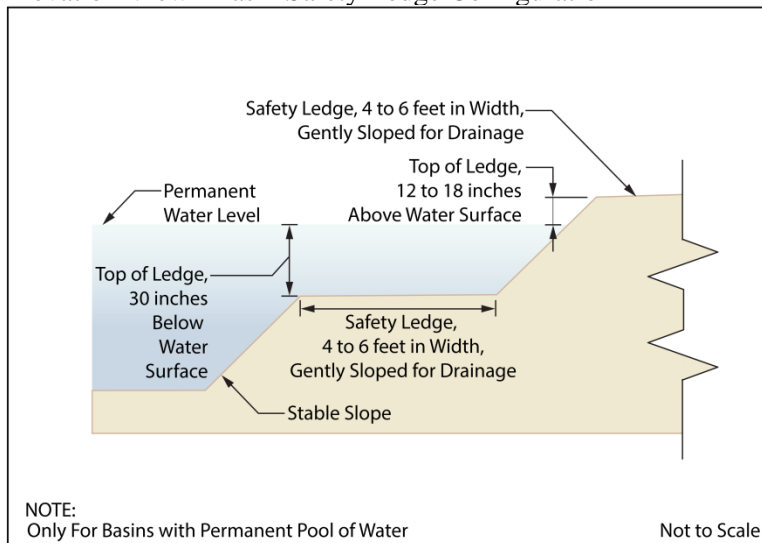 Safety Ledge, 4 to 6 feet in Width,
Gently Sloped for Drainage
Top of Ledge,
12 to 18 inches
Above Water Surface
Permanent
Water Level
Top of Ledge,
30 inches
Below
Water
Surface
Safety Ledge,
4 to 6 feet in Width,
Gently Sloped for Drainage
Stable Slope
NOTE:
Only For Basins with Permanent Pool of Water
Not to Scale